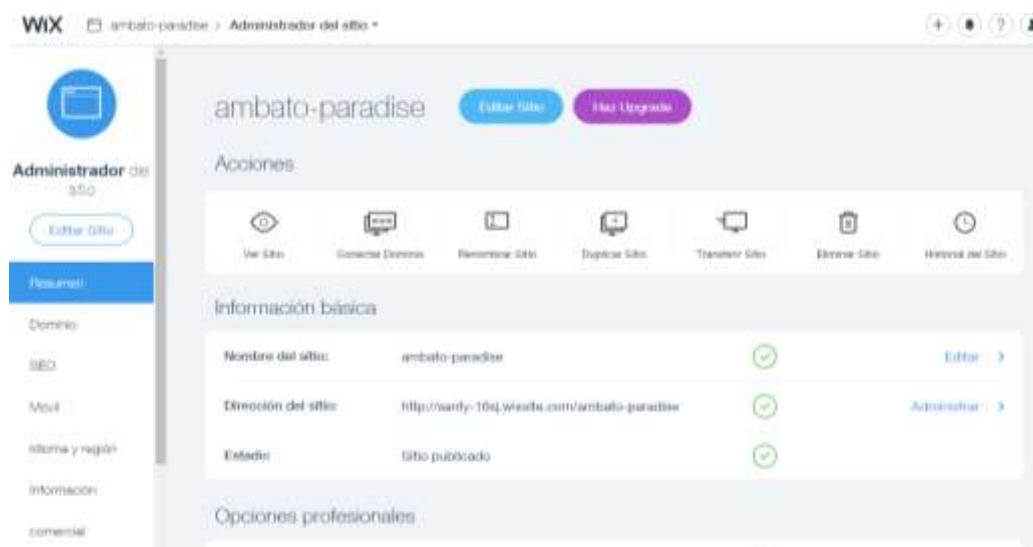 WIX ambato-paradise > Administrador del sitio
+ ?
ambato-paradise Editar Sitio Haz Upgrade
Administrador del
sitio
Editar Sitio
Acciones
Ver Sitio Conectar Dominio Renombrar Sitio Duplicar Sitio Transferir Sitio Eliminar Sitio Historial del Sitio
Resumen
Dominio
SEO
Móvil
Idioma y región
Información
comercial
Información básica
Nombre del sitio: ambato-paradise Editar >
Dirección del sitio: Administrar >
Estado: Sitio publicado
Opciones profesionales